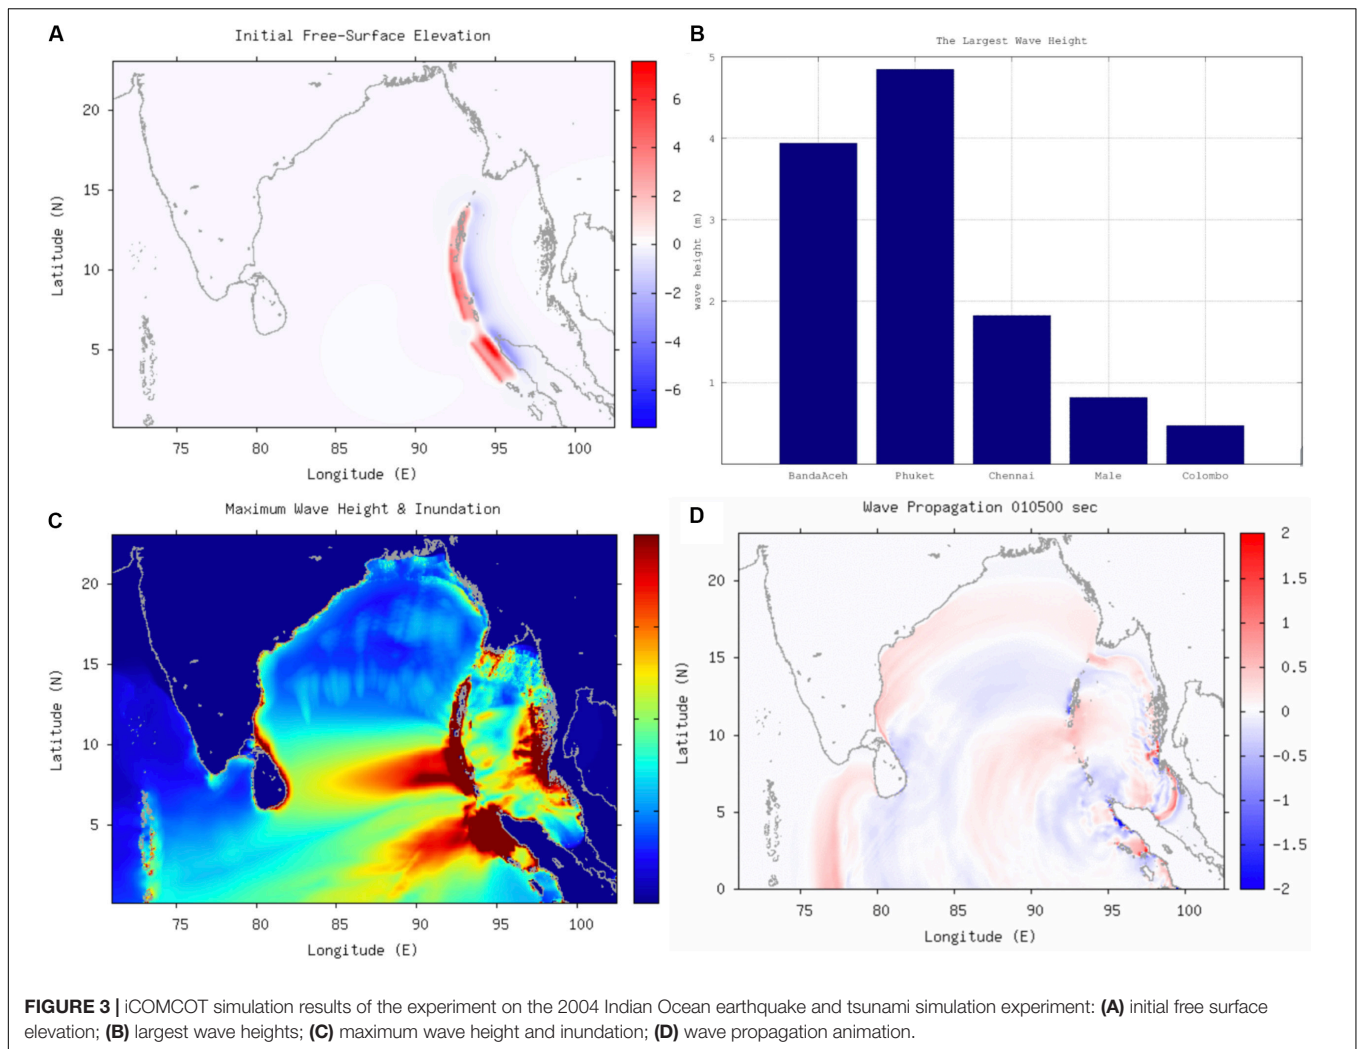 A
Initial Free-Surface Elevation
20
15
10
5
Latitude (N)
75 80 85 90 95 100
Longitude (E)
6
4
2
0
-2
-4
-6
B
The Largest Wave Height
5
4
3
2
1
wave height (m)
BandaAceh Phuket Chennai Male Colombo
C
Maximum Wave Height & Inundation
20
15
10
5
Latitude (N)
75 80 85 90 95 100
Longitude (E)
D
Wave Propagation 010500 sec
20
15
10
5
0
Latitude (N)
75 80 85 90 95 100
Longitude (E)
2
1.5
1
0.5
0
-0.5
-1
-1.5
-2
FIGURE 3 | iCOMCOT simulation results of the experiment on the 2004 Indian Ocean earthquake and tsunami simulation experiment: (A) initial free surface
elevation; (B) largest wave heights; (C) maximum wave height and inundation; (D) wave propagation animation.